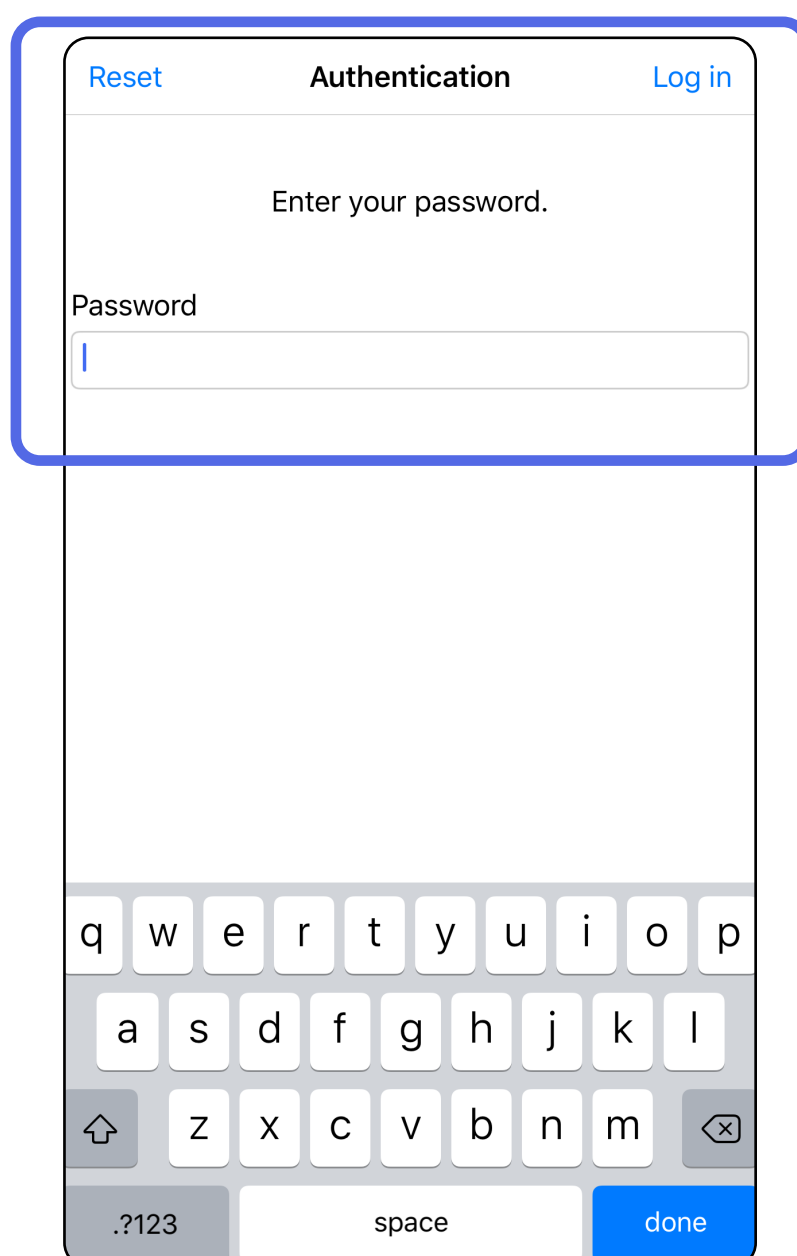 Reset Authentication Log in
Enter your password.
Password
q w e r t y u i o p
a s d f g h j k l
z x c v b n m
.?123 space done